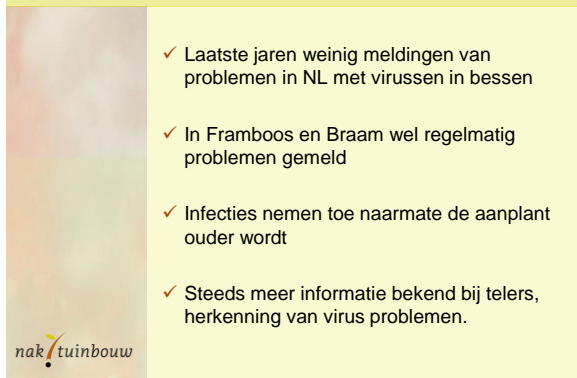 Laatste jaren weinig meldingen van
problemen in NL met virussen in bessen
In Framboos en Braam wel regelmatig
problemen gemeld
Infecties nemen toe naarmate de aanplant
ouder wordt
Steeds meer informatie bekend bij telers,
herkenning van virus problemen.
nak tuinbouw